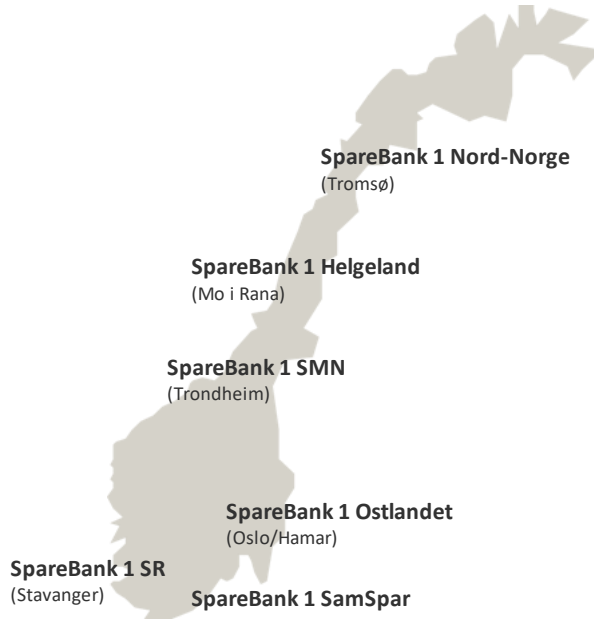 SpareBank 1 Nord-Norge
(Tromsø)
SpareBank 1 Helgeland
(Mo i Rana)
SpareBank 1 SMN
(Trondheim)
SpareBank 1 Ostlandet
(Oslo/Hamar)
SpareBank 1 SR
(Stavanger)
SpareBank 1 SamSpar